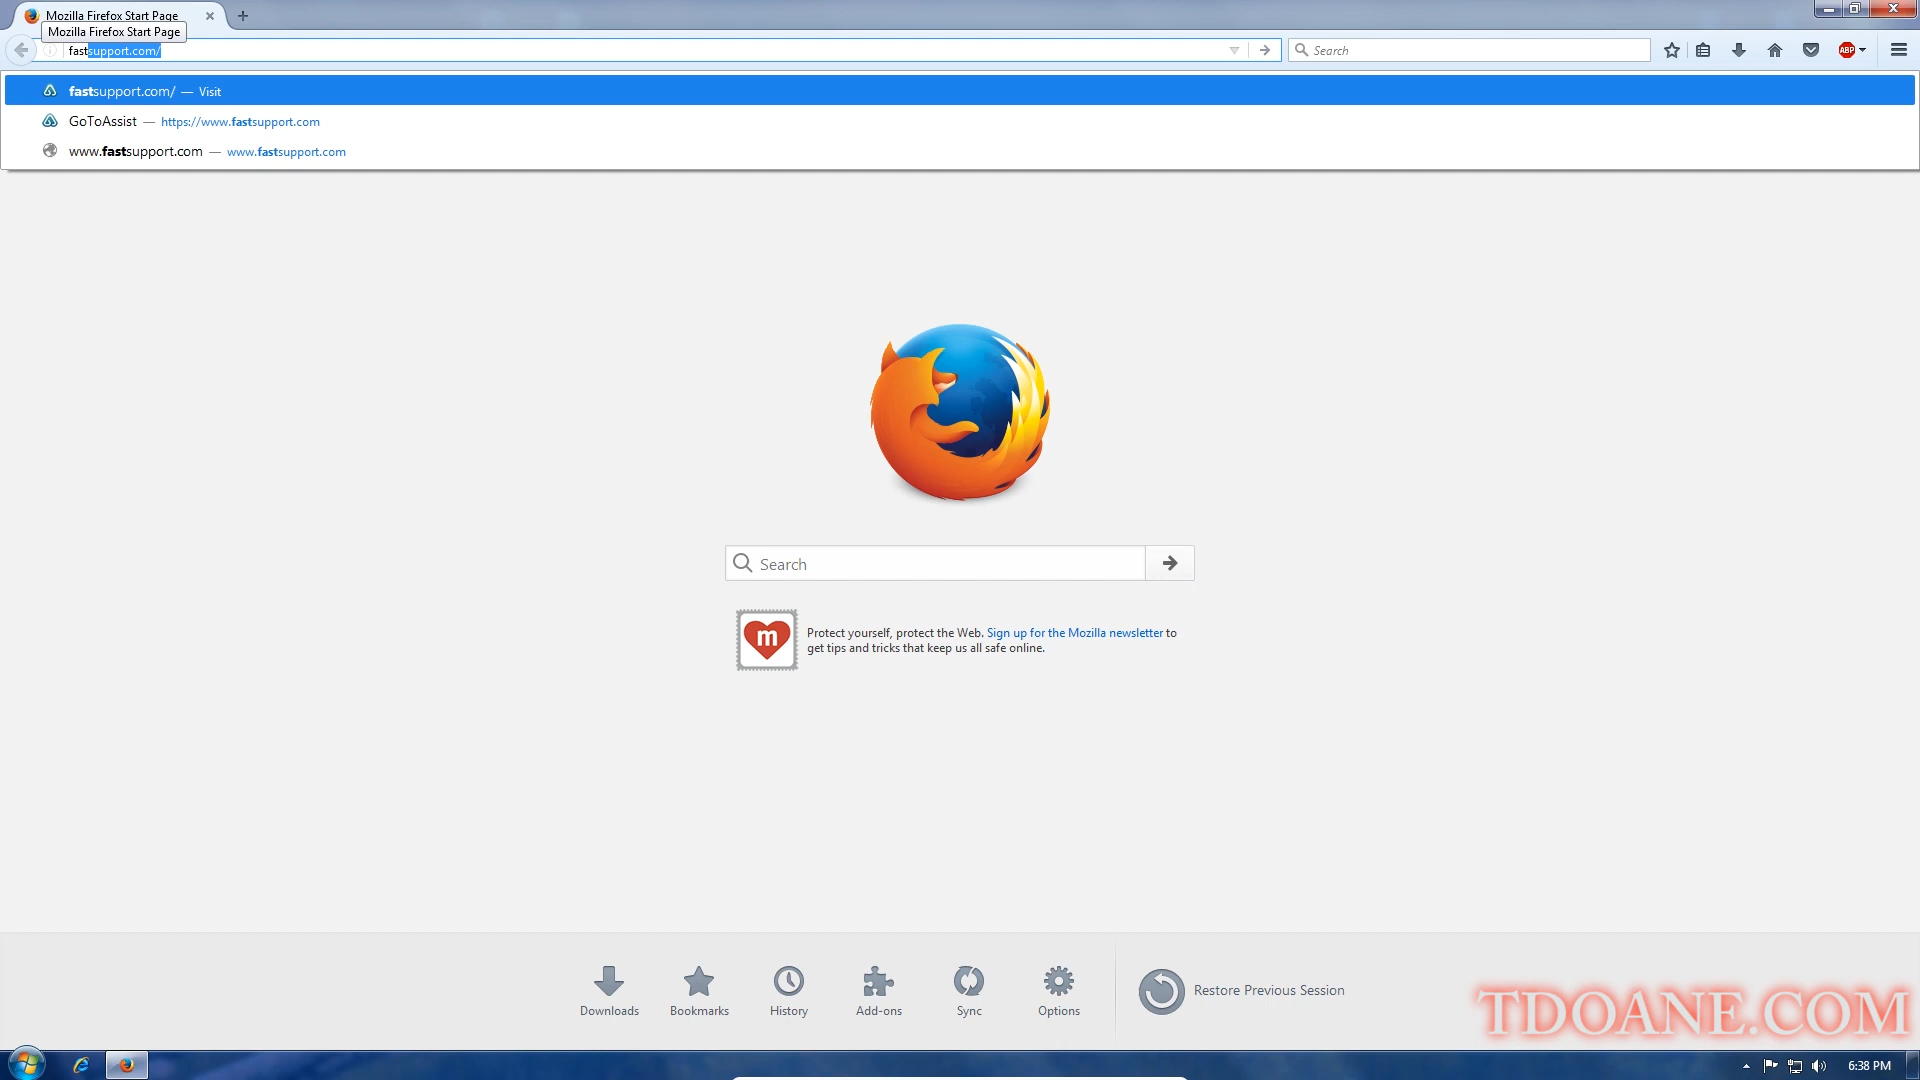 Mozilla Firefox Start Page
Mozilla Firefox Start Page
fastsupport.com/
Search
ABP
fastsupport.com/ — Visit
GoToAssist — https://www.fastsupport.com
www.fastsupport.com — www.fastsupport.com
Search
m
Protect yourself, protect the Web. Sign up for the Mozilla newsletter to
get tips and tricks that keep us all safe online.
Downloads
Bookmarks
History
Add-ons
Sync
Options
Restore Previous Session
TDOANE.COM
6:38 PM